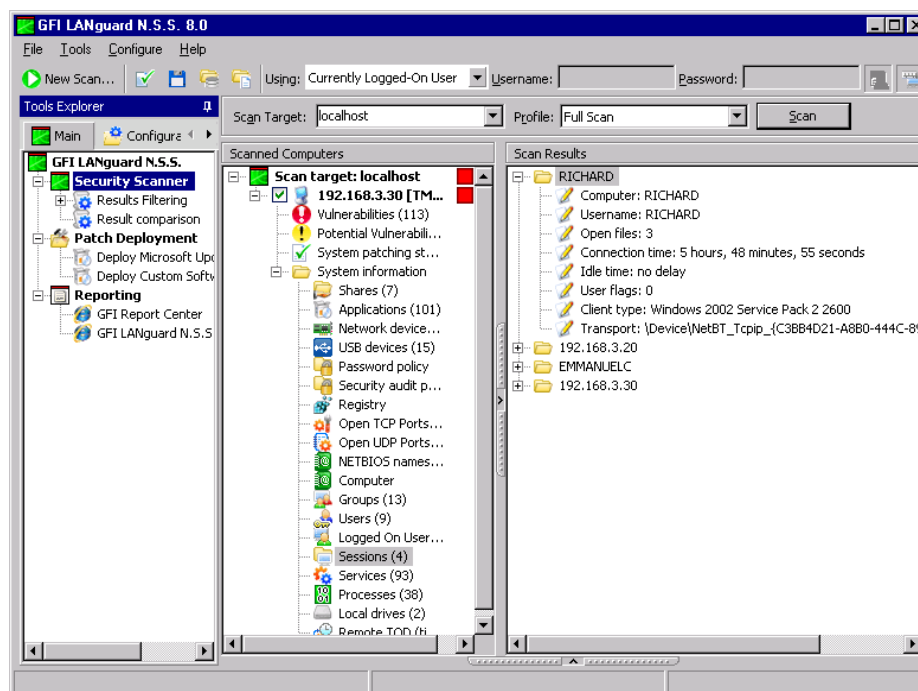 GFI LANguard N.S.S. 8.0
File Tools Configure Help
New Scan... Using: Currently Logged-On User Username: Password:
Tools Explorer
Main Configura
GFI LANguard N.S.S.
Security Scanner
Results Filtering
Result comparison
Patch Deployment
Deploy Microsoft Upd
Deploy Custom Softw
Reporting
GFI Report Center
GFI LANguard N.S.S
Scan Target: localhost Profile: Full Scan Scan
Scanned Computers
Scan target: localhost
192.168.3.30 [TM...
Vulnerabilities (113)
Potential Vulnerabili...
System patching st...
System information
Shares (7)
Applications (101)
Network device...
USB devices (15)
Password policy
Security audit p...
Registry
Open TCP Ports...
Open UDP Ports...
NETBIOS names...
Computer
Groups (13)
Users (9)
Logged On User...
Sessions (4)
Services (93)
Processes (38)
Local drives (2)
Remote TOD (ti
Scan Results
RICHARD
Computer: RICHARD
Username: RICHARD
Open files: 3
Connection time: 5 hours, 48 minutes, 55 seconds
Idle time: no delay
User flags: 0
Client type: Windows 2002 Service Pack 2 2600
Transport: \Device\NetBT_Tcpip_{C3BB4D21-A8B0-444C-89
192.168.3.20
EMMANUELC
192.168.3.30